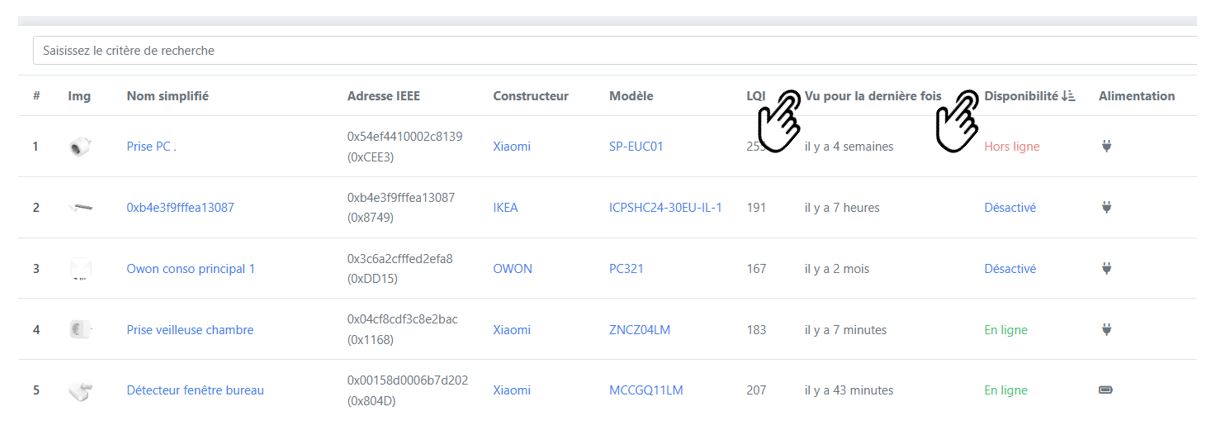 Saisissez le critère de recherche
# Img Nom simplifié Adresse IEEE Constructeur Modèle LQI Vu pour la dernière fois Disponibilité Alimentation
1 Prise PC . 0x54ef4410002c8139 (0xCEE3) Xiaomi SP-EUC01 255 il y a 4 semaines Hors ligne
2 0xb4e3f9fffea13087 0xb4e3f9fffea13087 (0x8749) IKEA ICPSHC24-30EU-IL-1 191 il y a 7 heures Désactivé
3 Owon conso principal 1 0x3c6a2cfffed2efa8 (0xDD15) OWON PC321 167 il y a 2 mois Désactivé
4 Prise veilleuse chambre 0x04cf8cdf3c8e2bac (0x1168) Xiaomi ZNCZ04LM 183 il y a 7 minutes En ligne
5 Détecteur fenêtre bureau 0x00158d0006b7d202 (0x804D) Xiaomi MCCGQ11LM 207 il y a 43 minutes En ligne